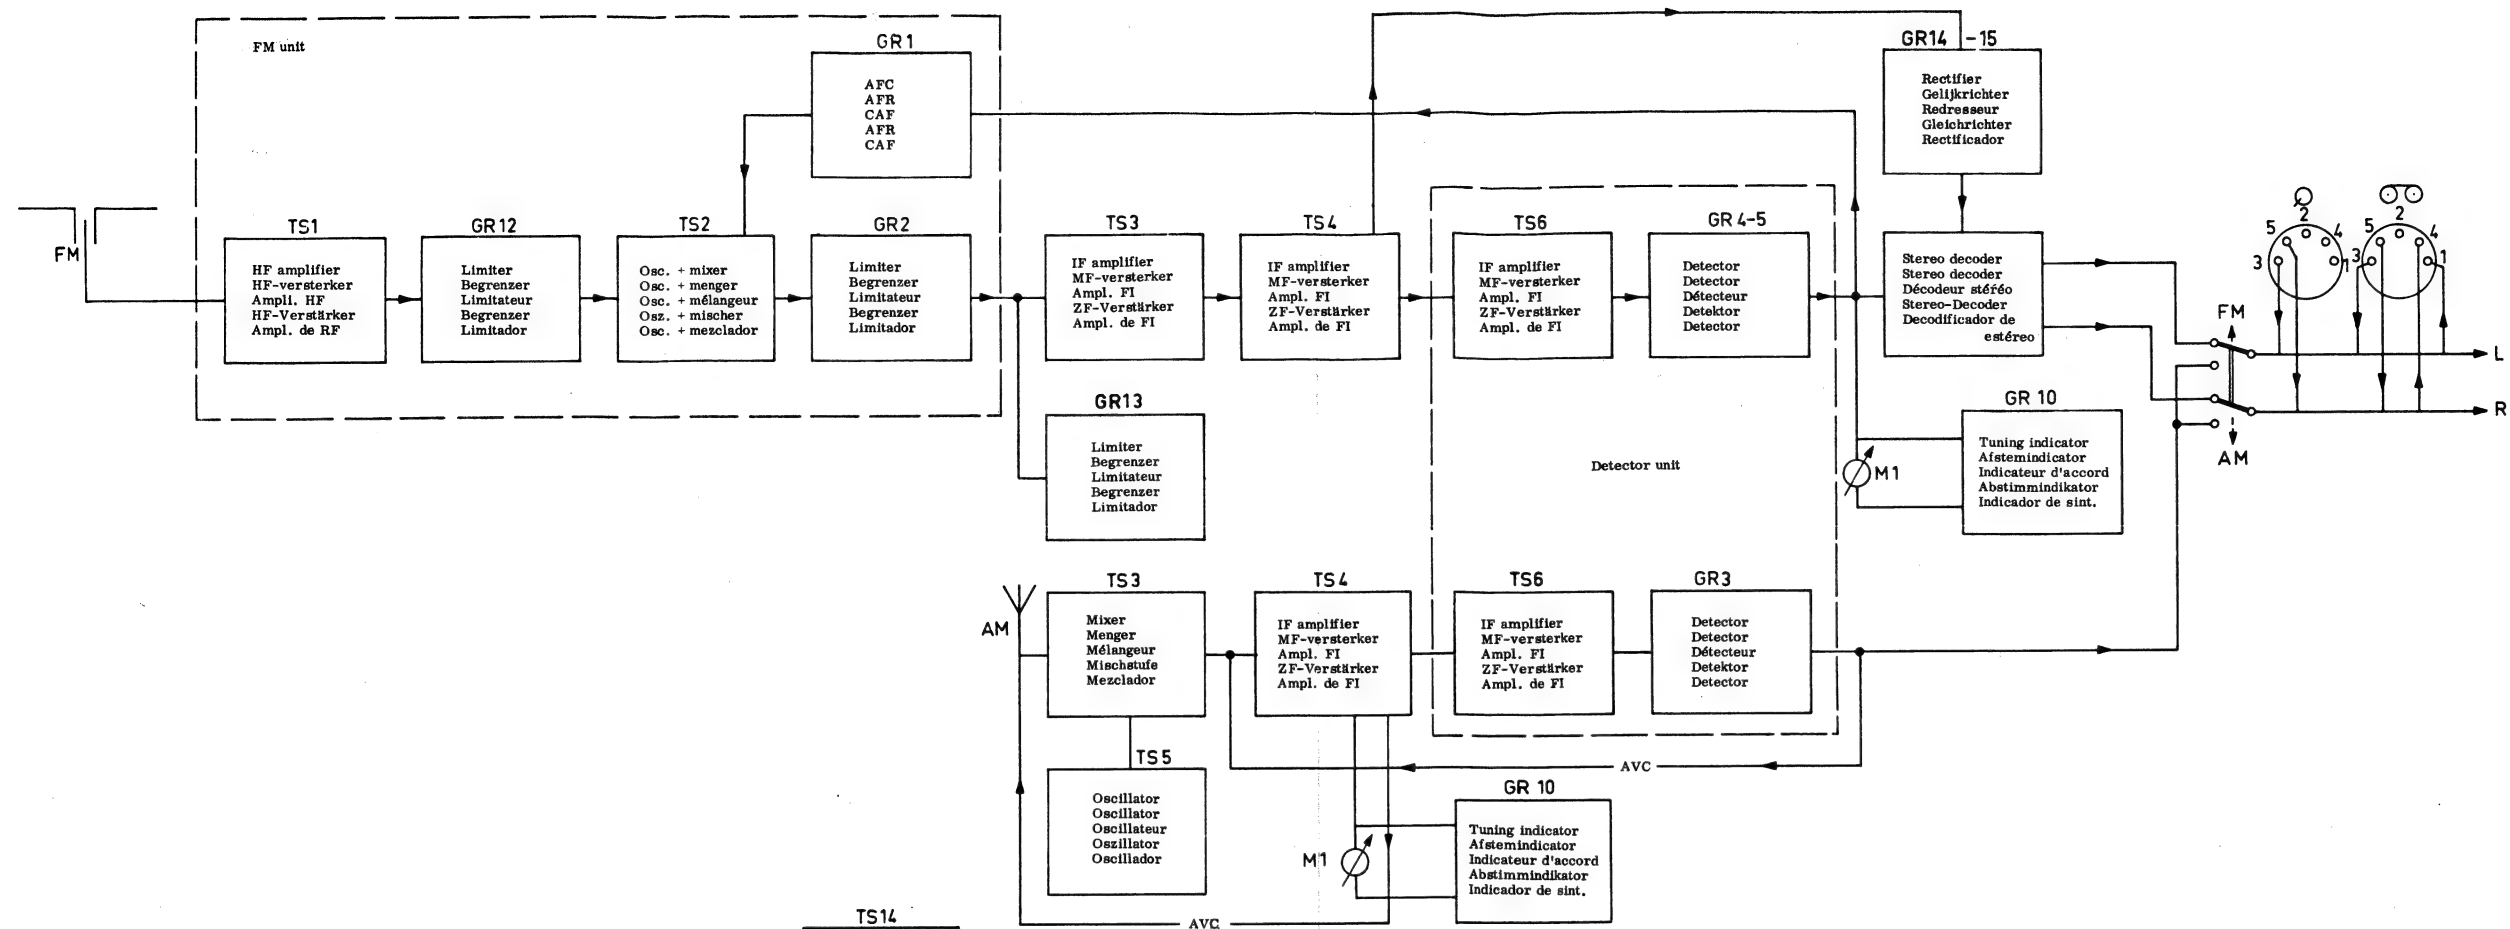 FM unit
GR1
AFC
AFR
CAF
AFR
CAF
GR14 -15
Rectifier
Gelijkrichter
Redresseur
Gleichrichter
Rectificador
FM
TS1
HF amplifier
HF-versterker
Ampli. HF
HF-Verstärker
Ampl. de RF
GR12
Limiter
Begrenzer
Limitateur
Begrenzer
Limitador
TS2
Osc. + mixer
Osc. + menger
Osc. + mélangeur
Osz. + mischer
Osc. + mezclador
GR2
Limiter
Begrenzer
Limitateur
Begrenzer
Limitador
TS3
IF amplifier
MF-versterker
Ampl. FI
ZF-Verstärker
Ampl. de FI
TS4
IF amplifier
MF-versterker
Ampl. FI
ZF-Verstärker
Ampl. de FI
TS6
IF amplifier
MF-versterker
Ampl. FI
ZF-Verstärker
Ampl. de FI
GR4-5
Detector
Detector
Détecteur
Detektor
Detector
Stereo decoder
Stereo decoder
Décodeur stéréo
Stereo-Decoder
Decodificador de
estéreo
2
5 4
3 1
2
5 4
3 1
FM
L
R
AM
GR13
Limiter
Begrenzer
Limitateur
Begrenzer
Limitador
Detector unit
M1
GR 10
Tuning indicator
Afstemindicator
Indicateur d'accord
Abstimmindikator
Indicador de sint.
AM
TS3
Mixer
Menger
Mélangeur
Mischstufe
Mezclador
TS4
IF amplifier
MF-versterker
Ampl. FI
ZF-Verstärker
Ampl. de FI
TS6
IF amplifier
MF-versterker
Ampl. FI
ZF-Verstärker
Ampl. de FI
GR3
Detector
Detector
Détecteur
Detektor
Detector
TS5
Oscillator
Oscillator
Oscillateur
Oszillator
Oscillador
AVC
M1
GR 10
Tuning indicator
Afstemindicator
Indicateur d'accord
Abstimmindikator
Indicador de sint.
AVC
TS14